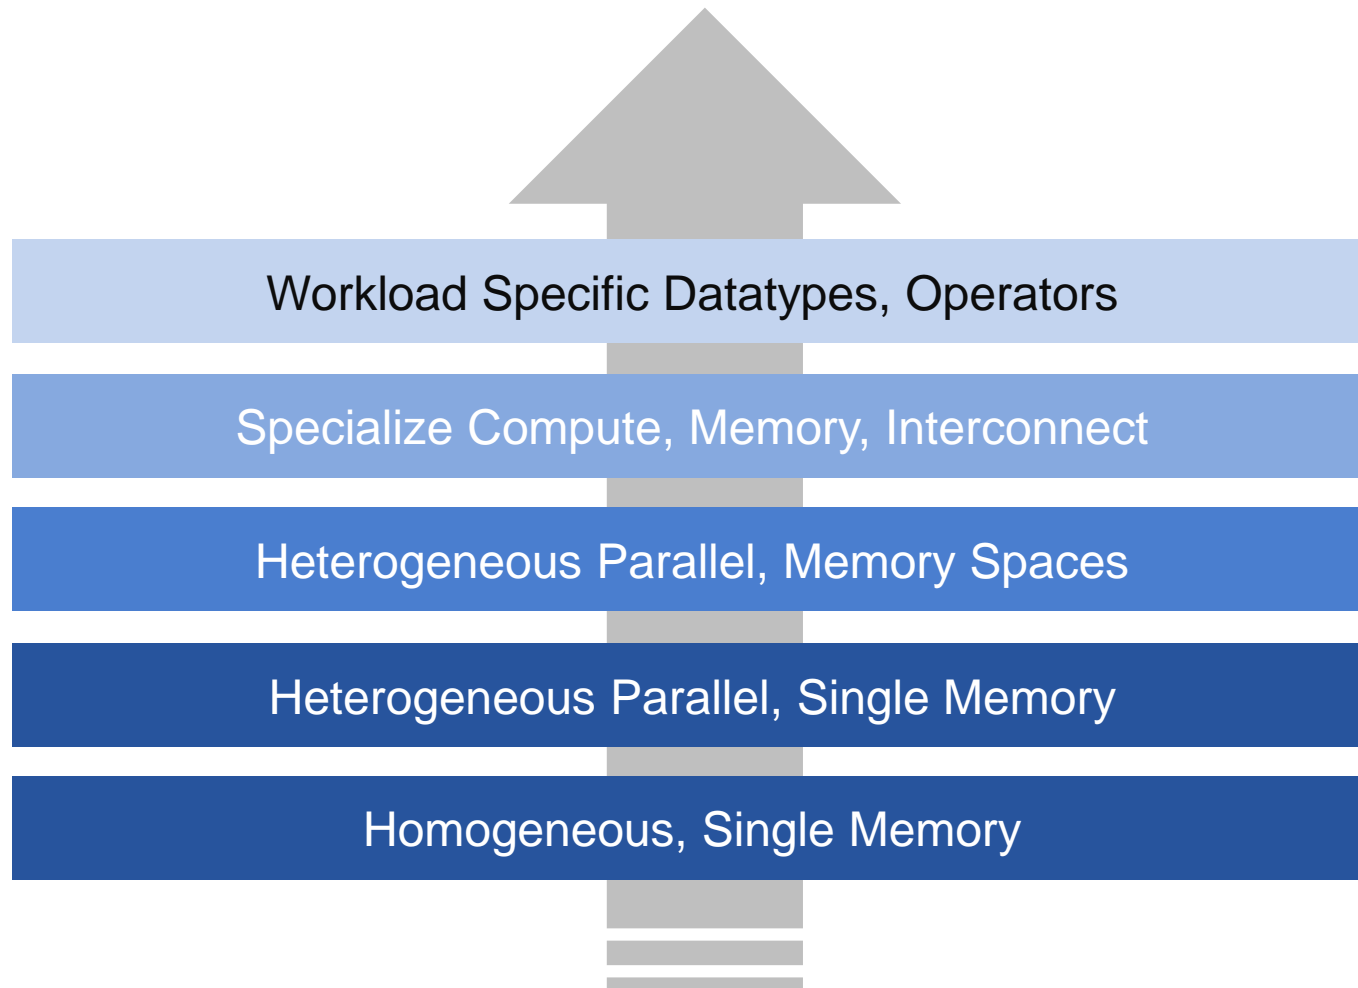 Workload Specific Datatypes, Operators
Specialize Compute, Memory, Interconnect
Heterogeneous Parallel, Memory Spaces
Heterogeneous Parallel, Single Memory
Homogeneous, Single Memory